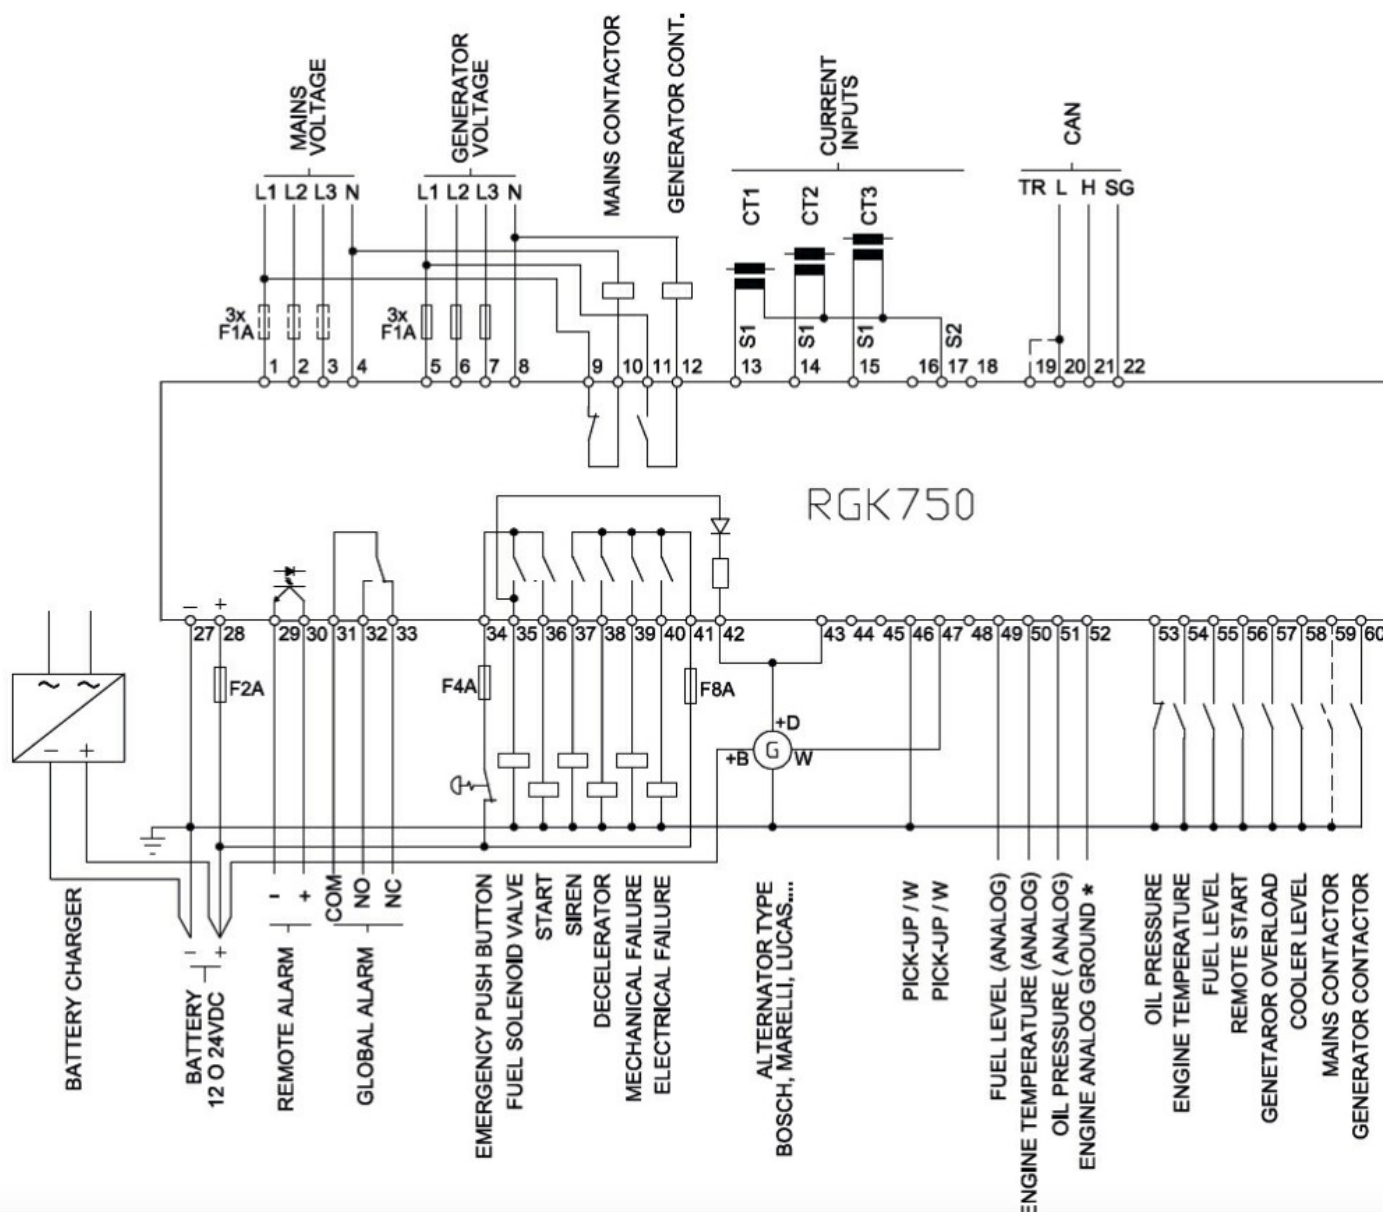 MAINS
VOLTAGE
GENERATOR
VOLTAGE
MAINS CONTACTOR
GENERATOR CONT.
CURRENT
INPUTS
CAN
L1 L2 L3 N
L1 L2 L3 N
CT1
CT2
CT3
TR L H SG
3x
F1A
3x
F1A
S1
S1
S1
S2
1 2 3 4 5 6 7 8 9 10 11 12 13 14 15 16 17 18 19 20 21 22
RGK750
− +
27 28 29 30 31 32 33 34 35 36 37 38 39 40 41 42 43 44 45 46 47 48 49 50 51 52 53 54 55 56 57 58 59 60
F2A
F4A
F8A
~ ~
− +
+D
+B
G
W
BATTERY CHARGER
− +
BATTERY
12 O 24VDC
− +
REMOTE ALARM
COM
NO
NC
GLOBAL ALARM
EMERGENCY PUSH BUTTON
FUEL SOLENOID VALVE
START
SIREN
DECELERATOR
MECHANICAL FAILURE
ELECTRICAL FAILURE
ALTERNATOR TYPE
BOSCH, MARELLI, LUCAS....
PICK-UP / W
PICK-UP / W
FUEL LEVEL (ANALOG)
ENGINE TEMPERATURE (ANALOG)
OIL PRESSURE ( ANALOG)
ENGINE ANALOG GROUND *
OIL PRESSURE
ENGINE TEMPERATURE
FUEL LEVEL
REMOTE START
GENETAROR OVERLOAD
COOLER LEVEL
MAINS CONTACTOR
GENERATOR CONTACTOR